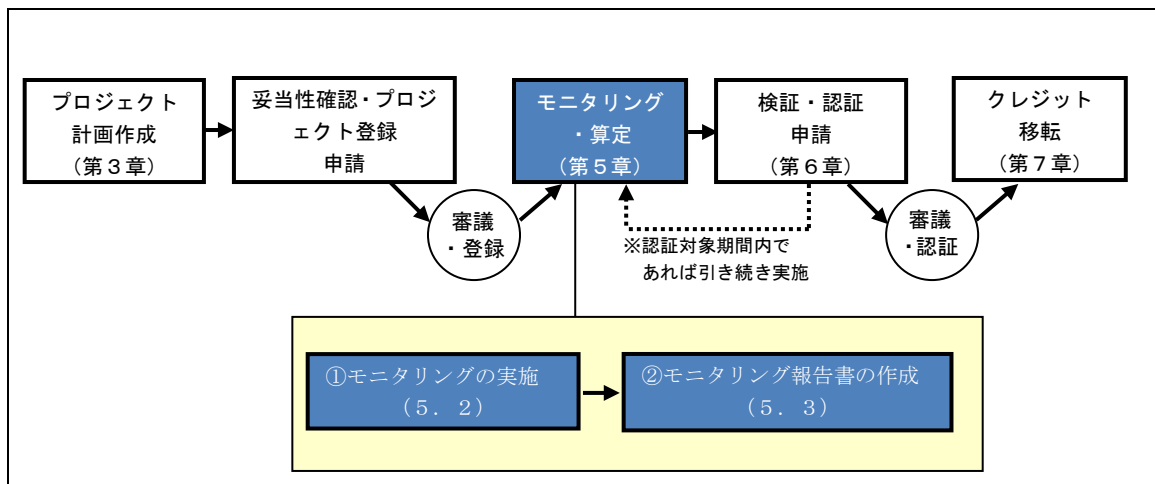 プロジェクト
計画作成
（第３章）
妥当性確認・プロジ
ェクト登録
申請
審議
・登録
モニタリング
・算定
（第５章）
検証・認証
申請
（第６章）
※認証対象期間内で
あれば引き続き実施
審議
・認証
クレジット
移転
（第７章）
①モニタリングの実施
（５．２）
②モニタリング報告書の作成
（５．３）